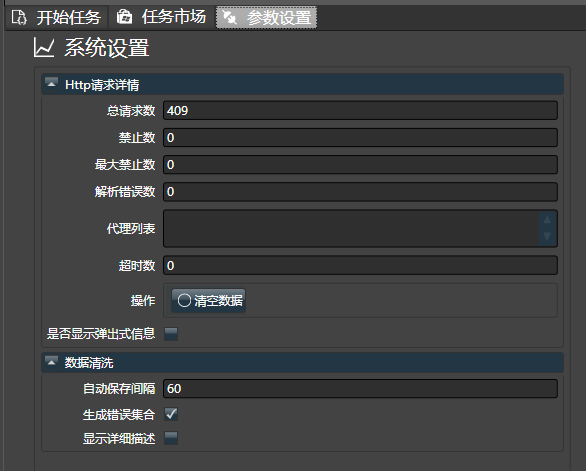 开始任务 任务市场 参数设置
系统设置
Http请求详情
总请求数 409
禁止数 0
最大禁止数 0
解析错误数 0
代理列表
超时数 0
操作 清空数据
是否显示弹出式信息
数据清洗
自动保存间隔 60
生成错误集合
显示详细描述